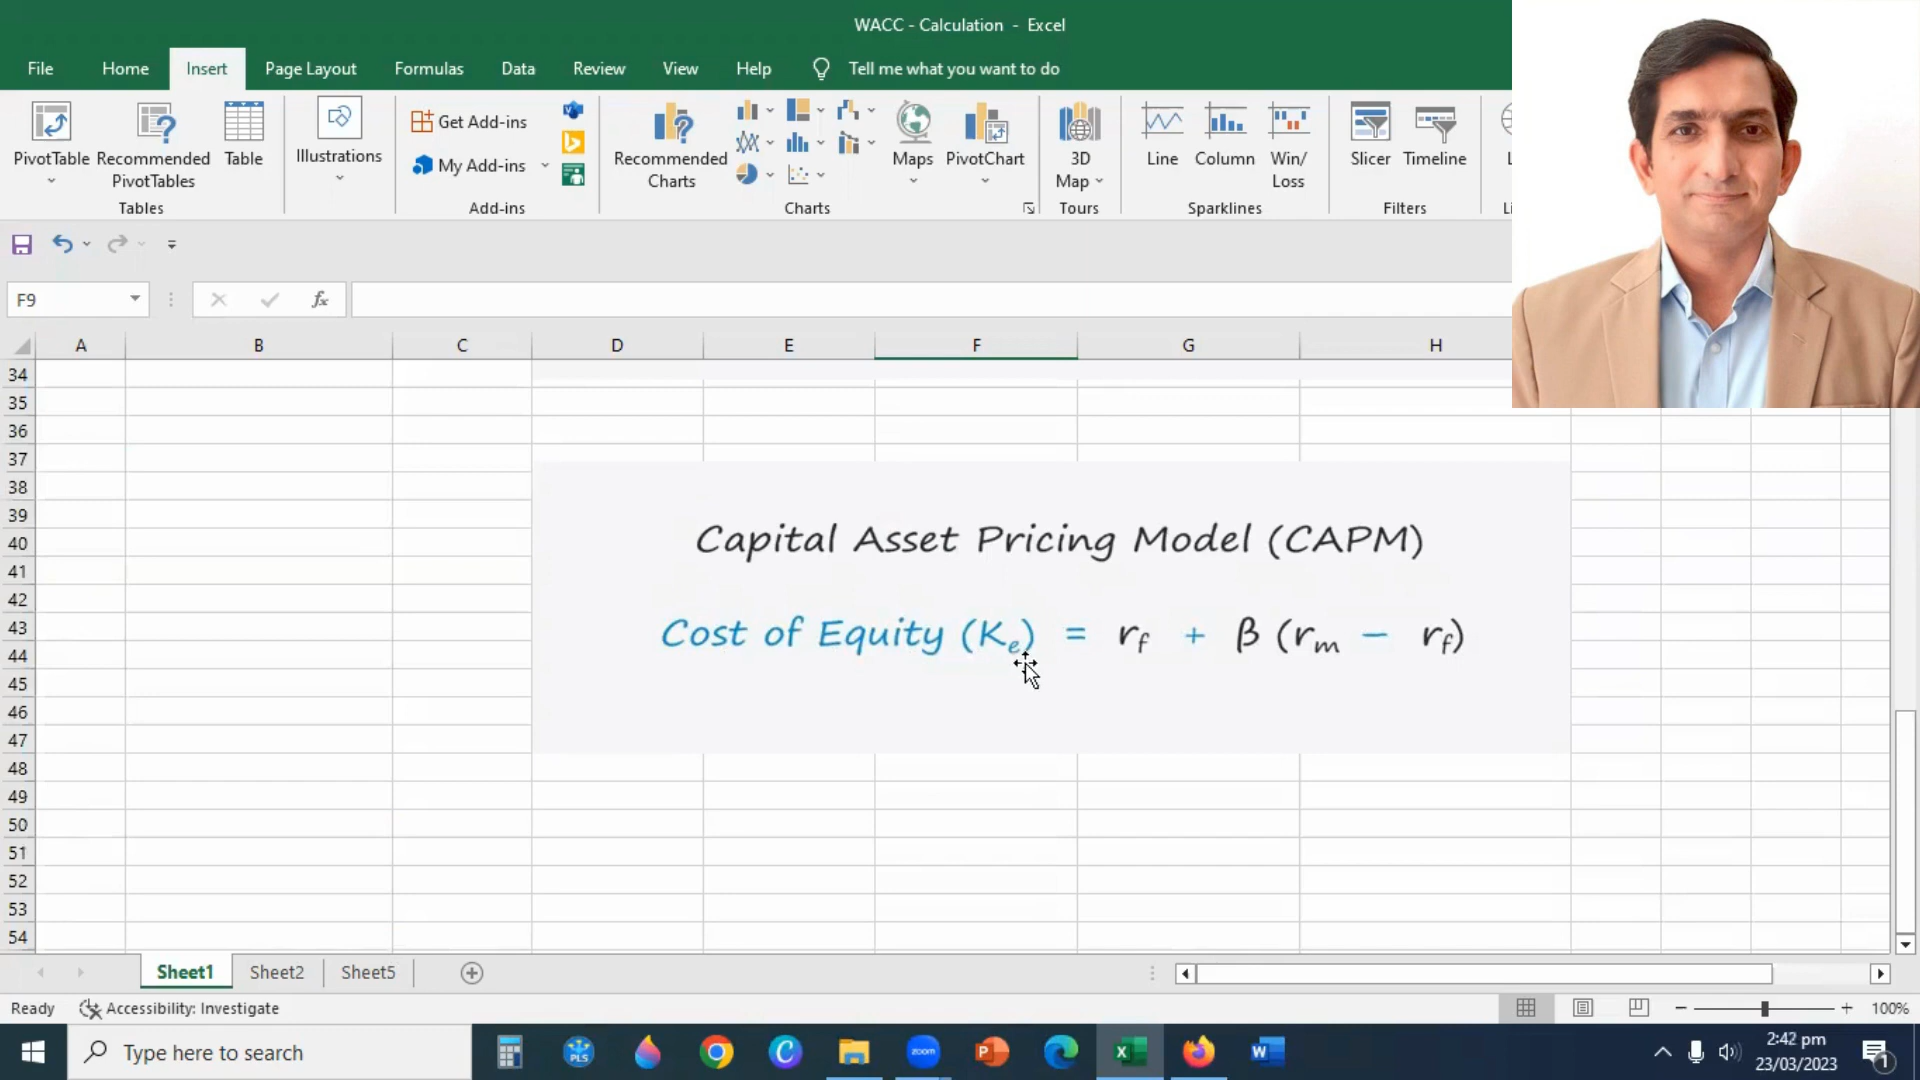 WACC - Calculation - Excel
File Home Insert Page Layout Formulas Data Review View Help Tell me what you want to do
PivotTable
Recommended PivotTables
Table
Tables
Illustrations
Get Add-ins
My Add-ins
Add-ins
Recommended Charts
Maps
PivotChart
Charts
3D Map
Tours
Line
Column
Win/ Loss
Sparklines
Slicer
Timeline
Filters
F9
fx
A B C D E F G H
34
35
36
37
38
39
40
41
42
43
44
45
46
47
48
49
50
51
52
53
54
Capital Asset Pricing Model (CAPM)
Cost of Equity (Ke) = rf + β (rm − rf)
Sheet1 Sheet2 Sheet5
Ready Accessibility: Investigate
100%
Type here to search
PLS
zoom
2:42 pm
23/03/2023
1